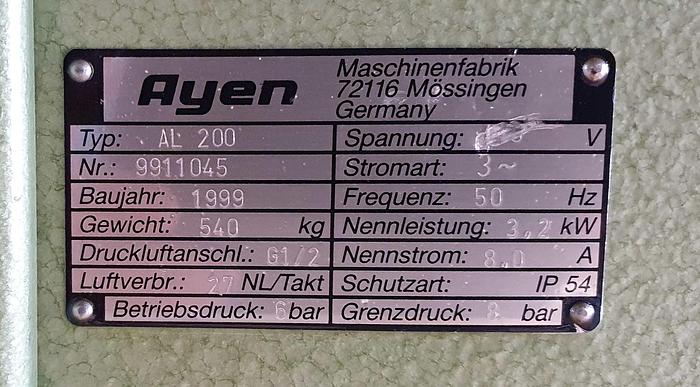 Ayen
Maschinenfabrik
72116 Mössingen
Germany
Typ: AL 200
Nr.: 9911045
Baujahr: 1999
Gewicht: 540 kg
Druckluftanschl.: G1/2
Luftverbr.: 27 NL/Takt
Betriebsdruck: 6 bar
Spannung: V
Stromart: 3~
Frequenz: 50 Hz
Nennleistung: 3,2 kW
Nennstrom: 8,0 A
Schutzart: IP 54
Grenzdruck: 8 bar